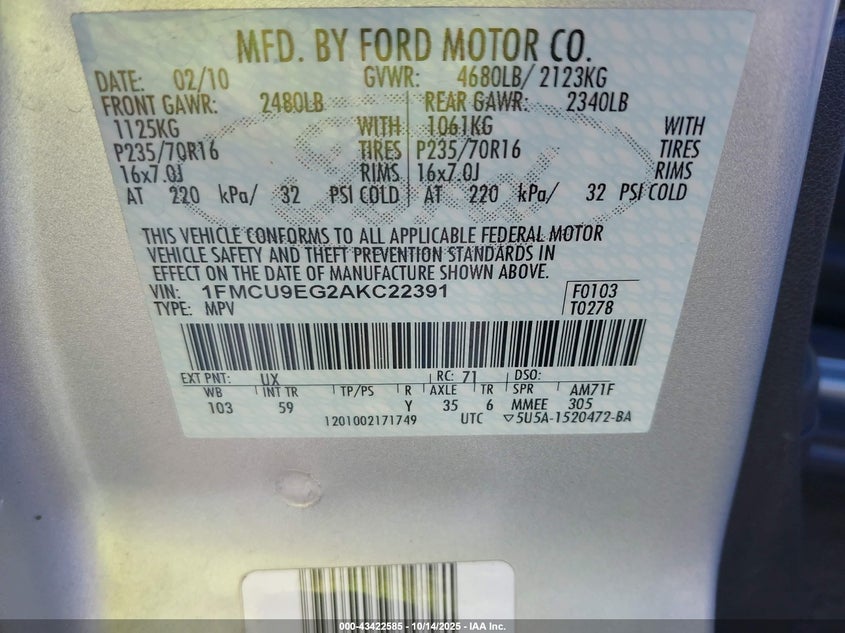 MFD. BY FORD MOTOR CO.
DATE: 02/10 GVWR: 4680LB/ 2123KG
FRONT GAWR: 2480LB REAR GAWR: 2340LB
1125KG WITH 1061KG WITH
P235/70R16 TIRES P235/70R16 TIRES
16x7.0J RIMS 16x7.0J RIMS
AT 220 kPa/ 32 PSI COLD AT 220 kPa/ 32 PSI COLD
THIS VEHICLE CONFORMS TO ALL APPLICABLE FEDERAL MOTOR
VEHICLE SAFETY AND THEFT PREVENTION STANDARDS IN
EFFECT ON THE DATE OF MANUFACTURE SHOWN ABOVE.
VIN: 1FMCU9EG2AKC22391 F0103
TYPE: MPV T0278
EXT PNT: UX RC: 71 DSO:
WB INT TR TP/PS R AXLE TR SPR AM71F
103 59 Y 35 6 MMEE 305
1201002171749 UTC ▽5U5A-1520472-BA
000-43422585 - 10/14/2025 - IAA Inc.